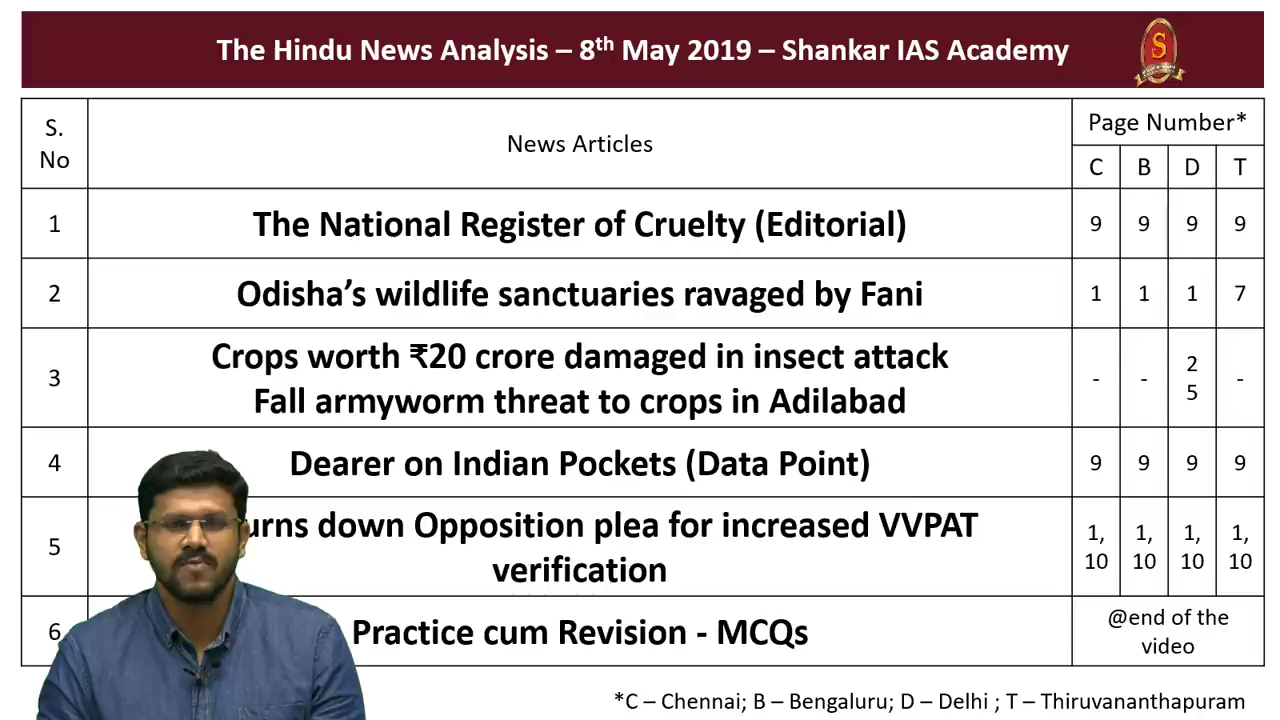 The Hindu News Analysis – 8th May 2019 – Shankar IAS Academy
S
S.
No
News Articles
Page Number*
C B D T
1 The National Register of Cruelty (Editorial) 9 9 9 9
2 Odisha’s wildlife sanctuaries ravaged by Fani 1 1 1 7
3 Crops worth ₹20 crore damaged in insect attack
Fall armyworm threat to crops in Adilabad
- - 2
5 -
4 Dearer on Indian Pockets (Data Point) 9 9 9 9
5 down Opposition plea for increased VVPAT
verification
1, 1, 1, 1,
10 10 10 10
6 Practice cum Revision - MCQs
@end of the
video
*C – Chennai; B – Bengaluru; D – Delhi ; T – Thiruvananthapuram